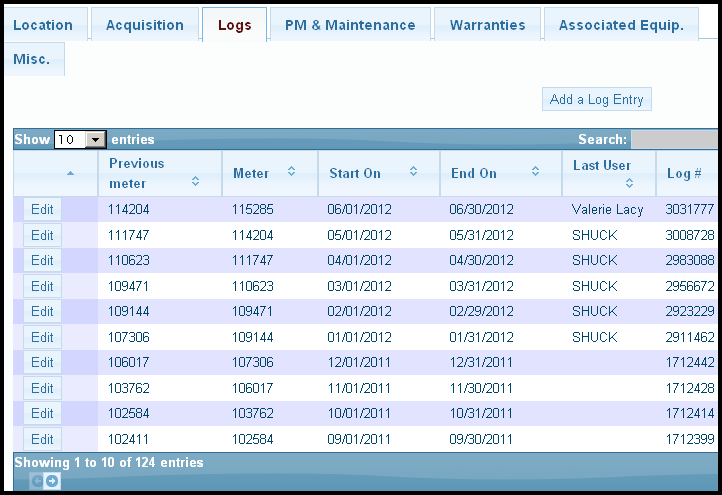 Location Acquisition Logs PM & Maintenance Warranties Associated Equip.
Misc.
Add a Log Entry
Show 10 entries Search:
Previous meter Meter Start On End On Last User Log #
Edit 114204 115285 06/01/2012 06/30/2012 Valerie Lacy 3031777
Edit 111747 114204 05/01/2012 05/31/2012 SHUCK 3008728
Edit 110623 111747 04/01/2012 04/30/2012 SHUCK 2983088
Edit 109471 110623 03/01/2012 03/31/2012 SHUCK 2956672
Edit 109144 109471 02/01/2012 02/29/2012 SHUCK 2923229
Edit 107306 109144 01/01/2012 01/31/2012 SHUCK 2911462
Edit 106017 107306 12/01/2011 12/31/2011 1712442
Edit 103762 106017 11/01/2011 11/30/2011 1712428
Edit 102584 103762 10/01/2011 10/31/2011 1712414
Edit 102411 102584 09/01/2011 09/30/2011 1712399
Showing 1 to 10 of 124 entries